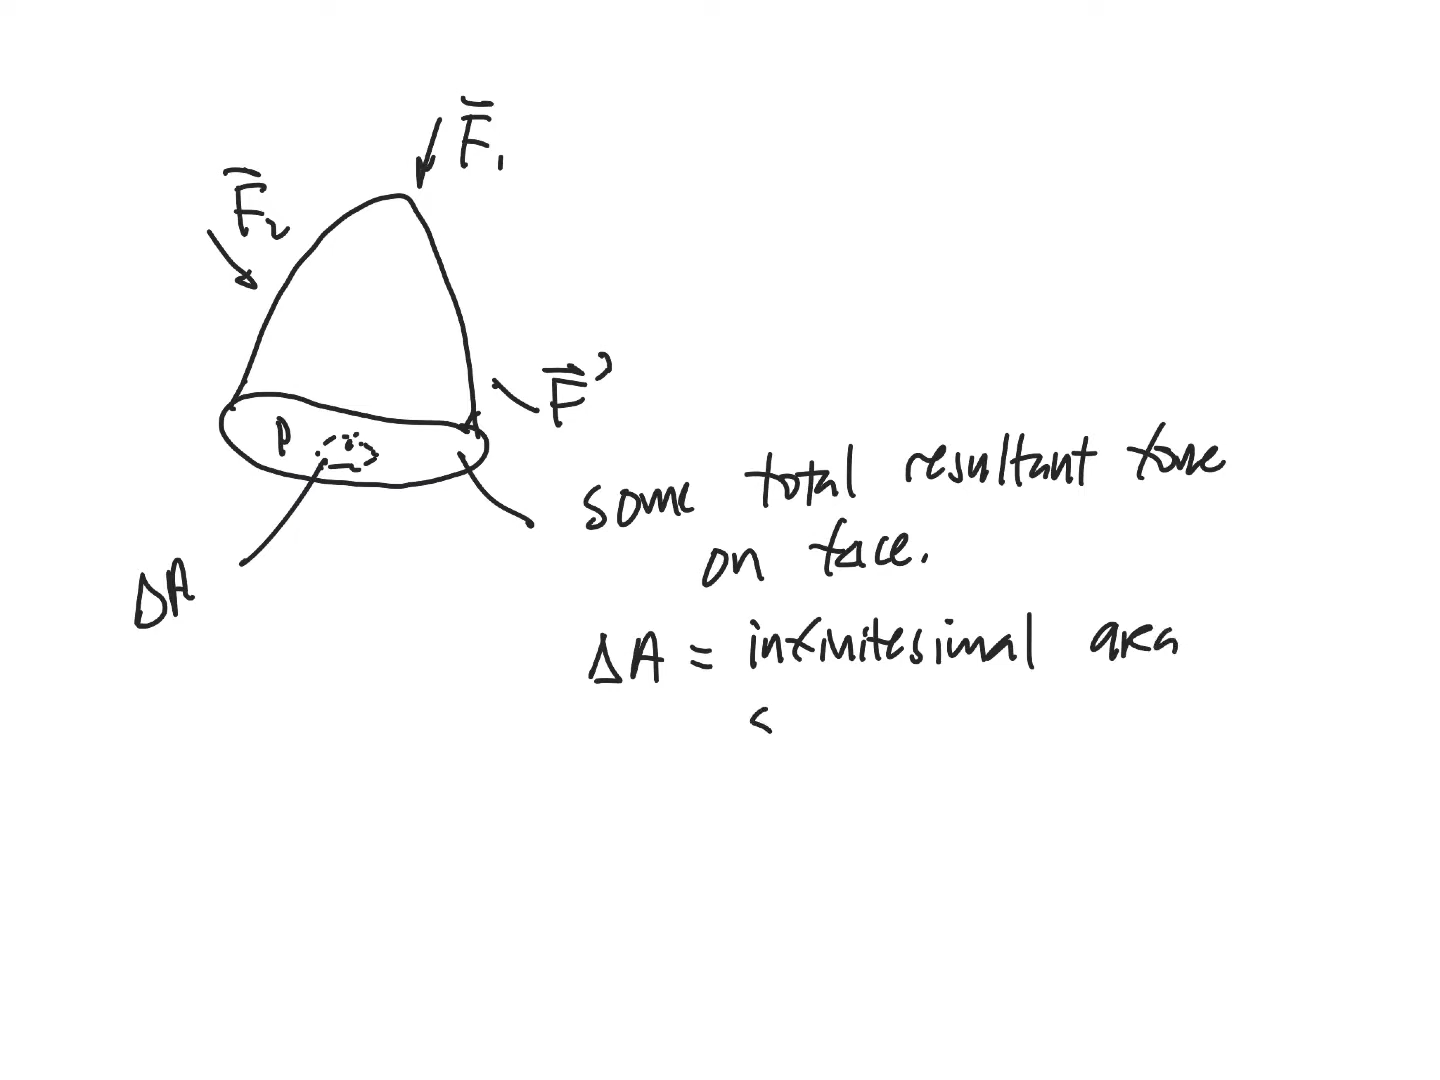 F₁
F₂
F'
P
some total resultant force
on face.
ΔA
ΔA = infinitesimal area